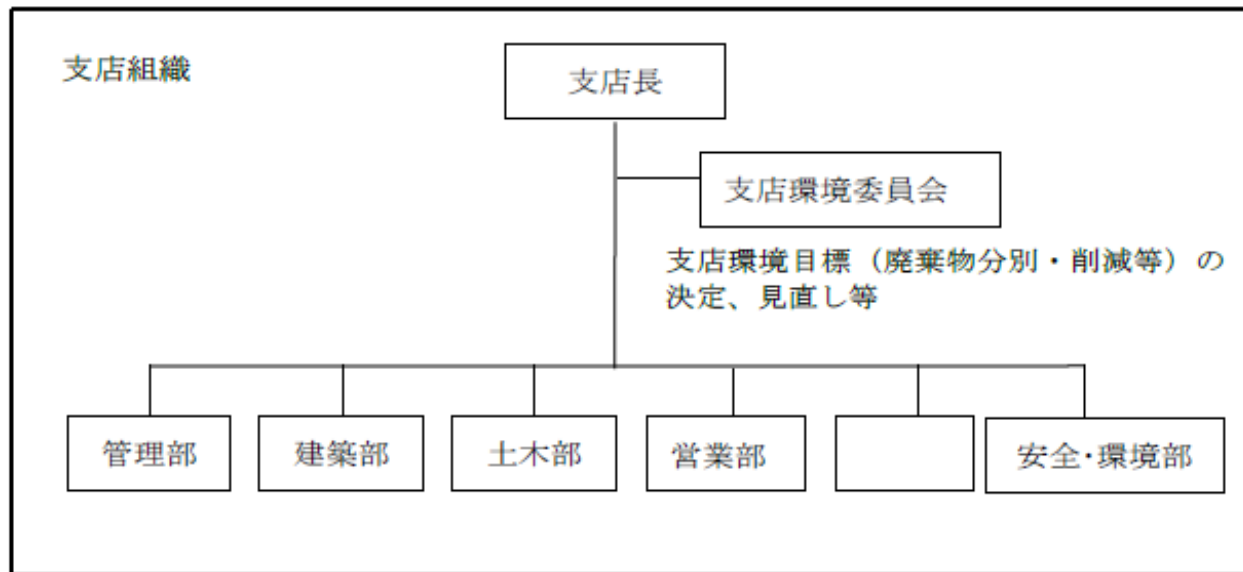 支店組織
支店長
支店環境委員会
支店環境目標（廃棄物分別・削減等）の
決定、見直し等
管理部
建築部
土木部
営業部
安全・環境部